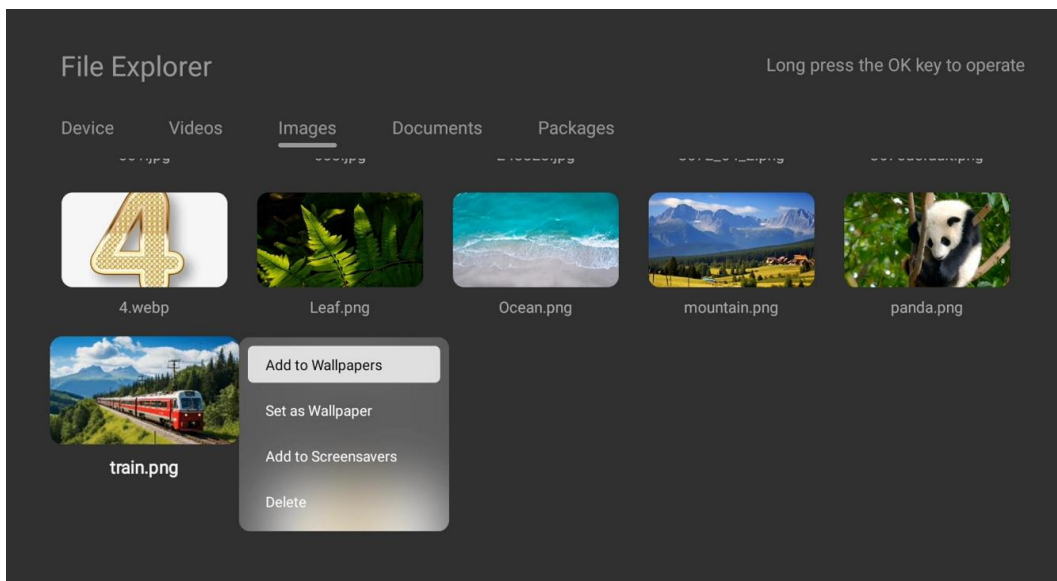 File Explorer
Long press the OK key to operate
Device Videos Images Documents Packages
4.webp Leaf.png Ocean.png mountain.png panda.png
Add to Wallpapers
Set as Wallpaper
Add to Screensavers
train.png
Delete